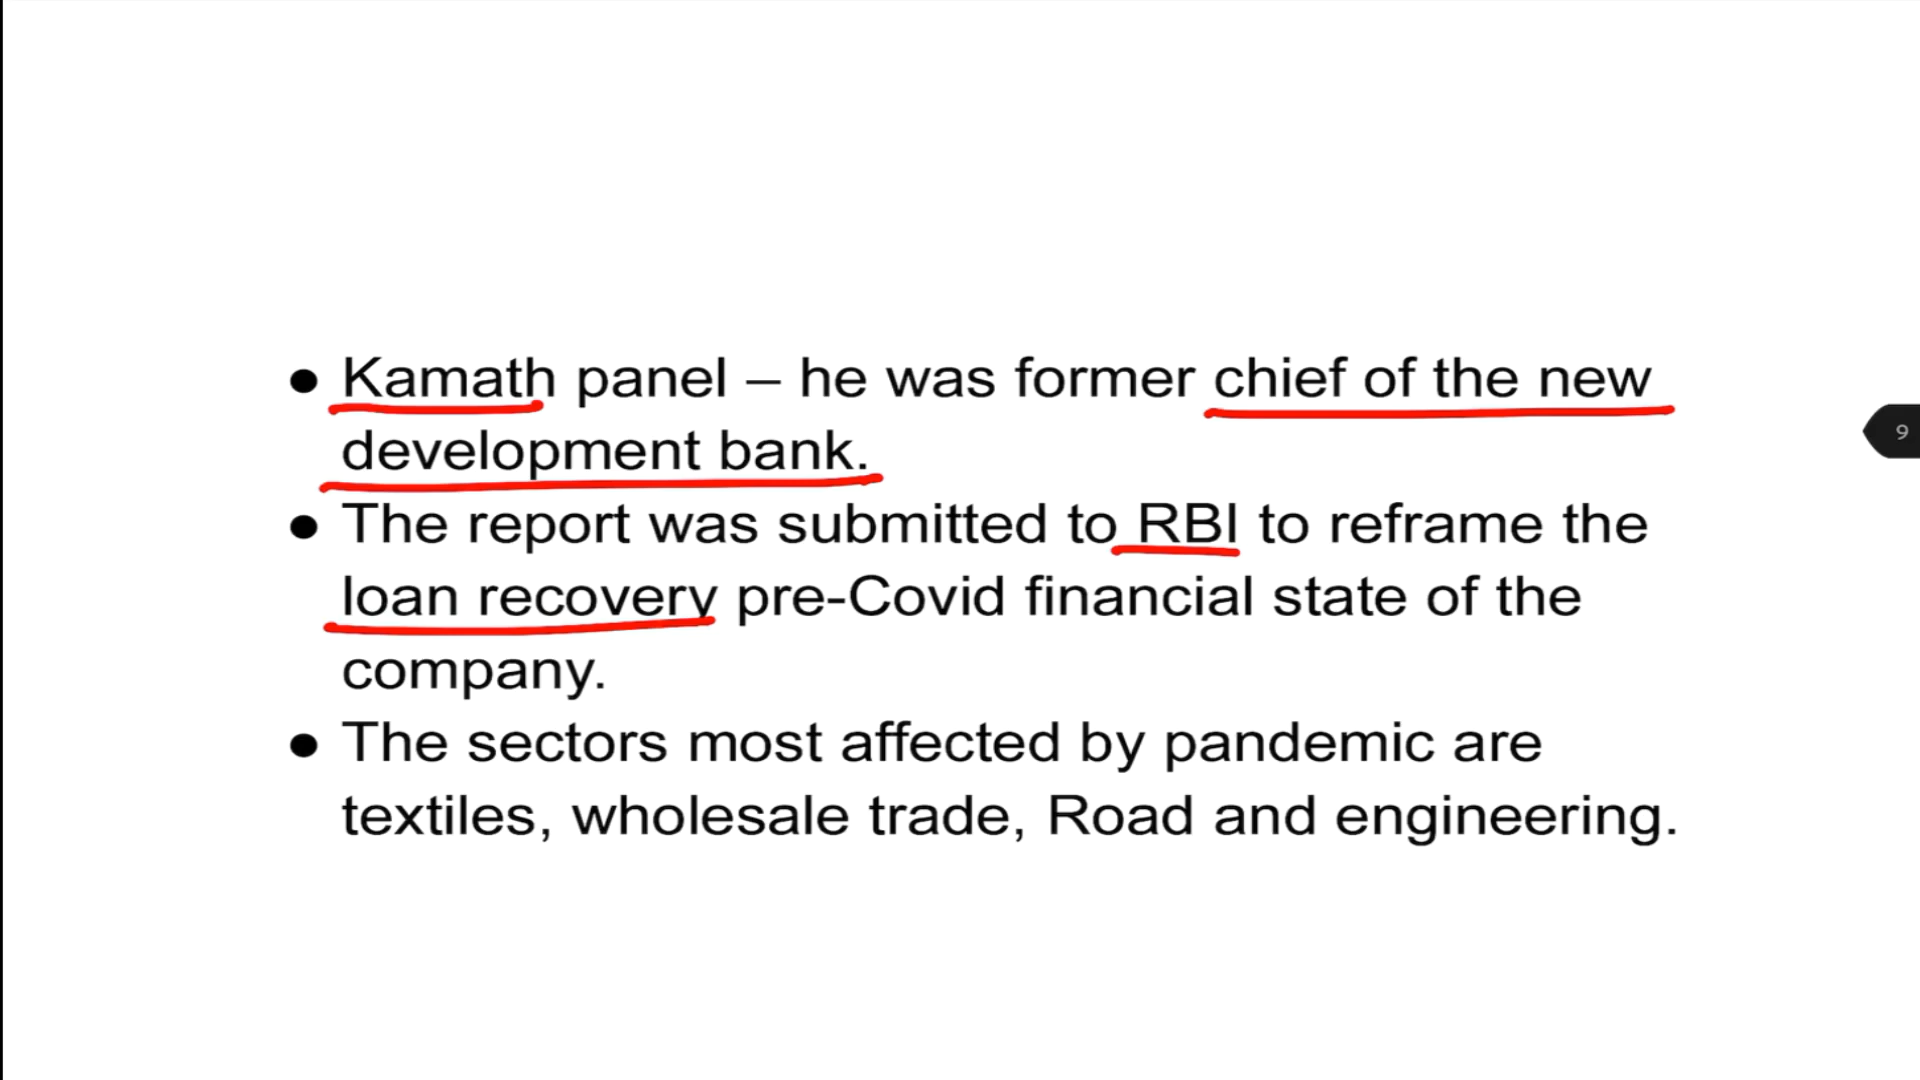 ● Kamath panel – he was former chief of the new
development bank.
● The report was submitted to RBI to reframe the
loan recovery pre-Covid financial state of the
company.
● The sectors most affected by pandemic are
textiles, wholesale trade, Road and engineering.
9